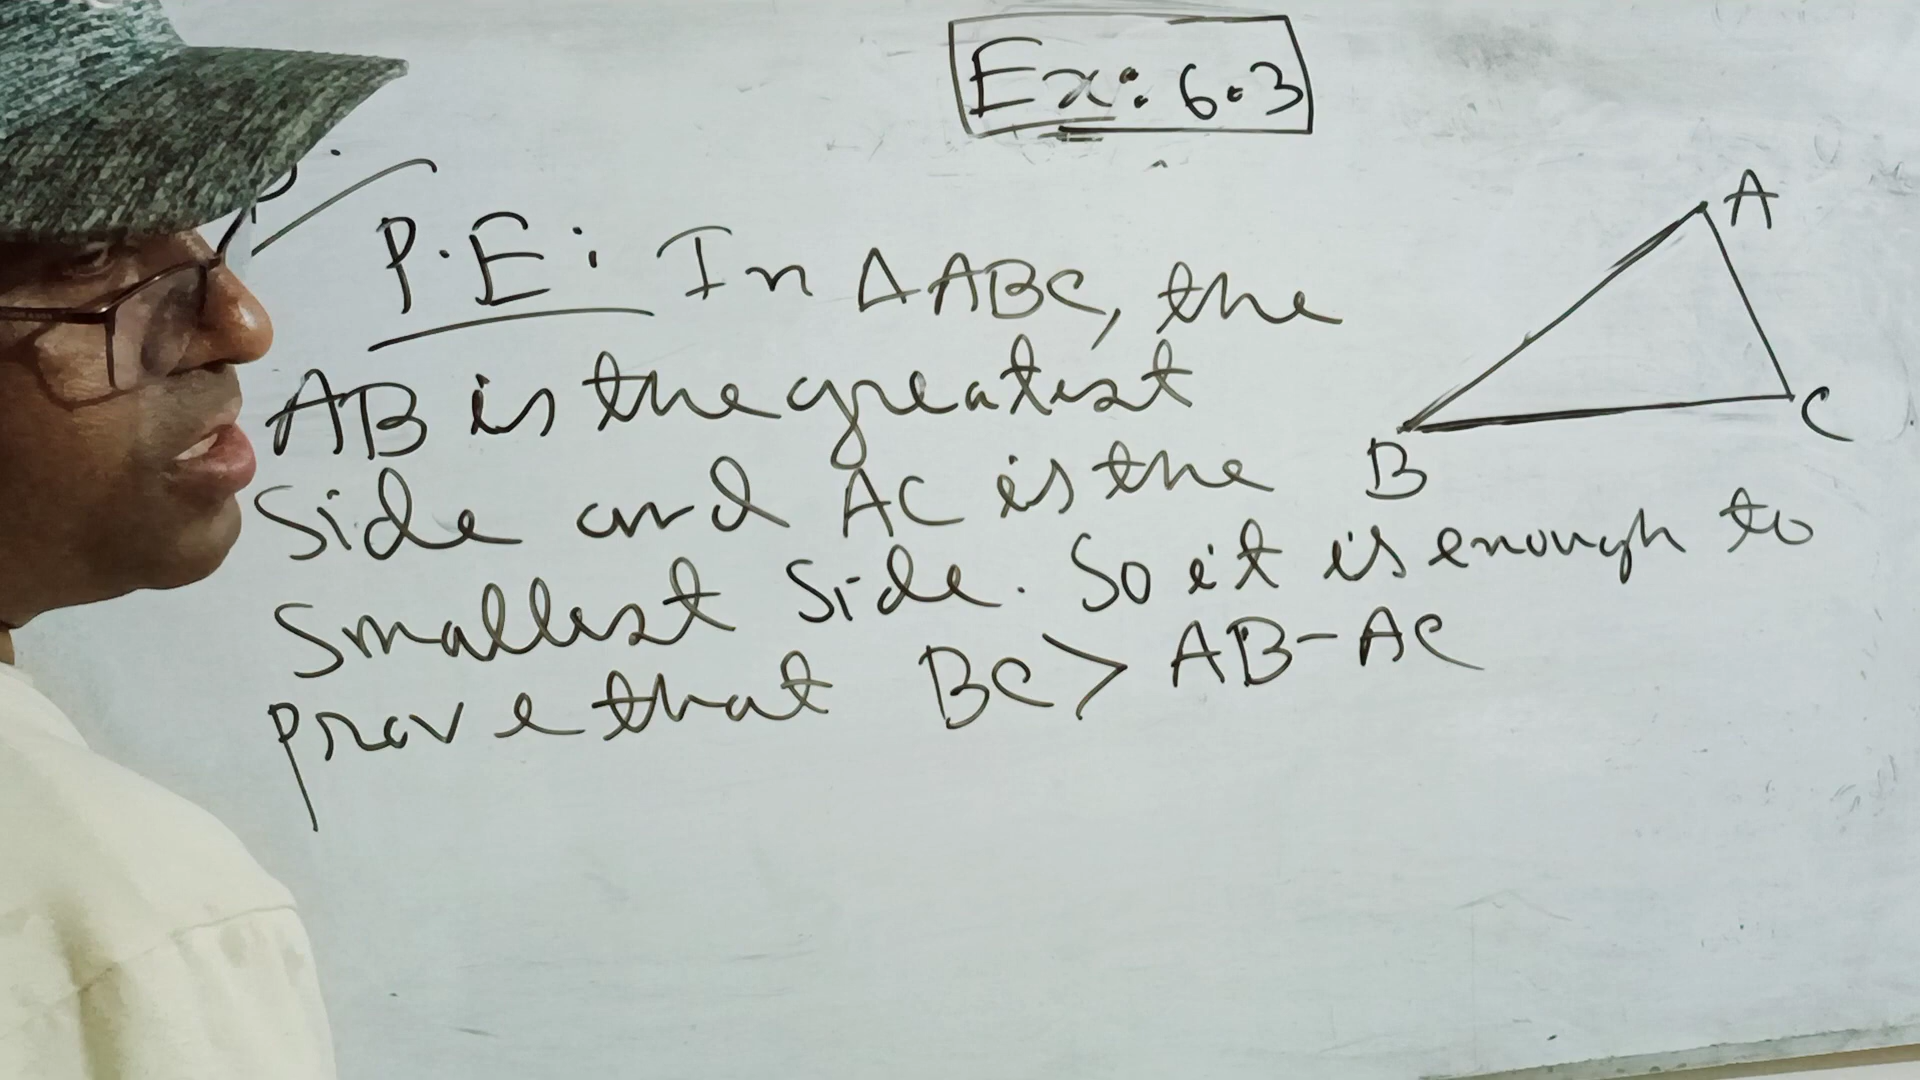 Ex: 6.3
P.E: In ΔABC, the
AB is the greatest
Side and AC is the
Smallest Side. So it is enough to
prove that BC > AB - AC
A
B
C